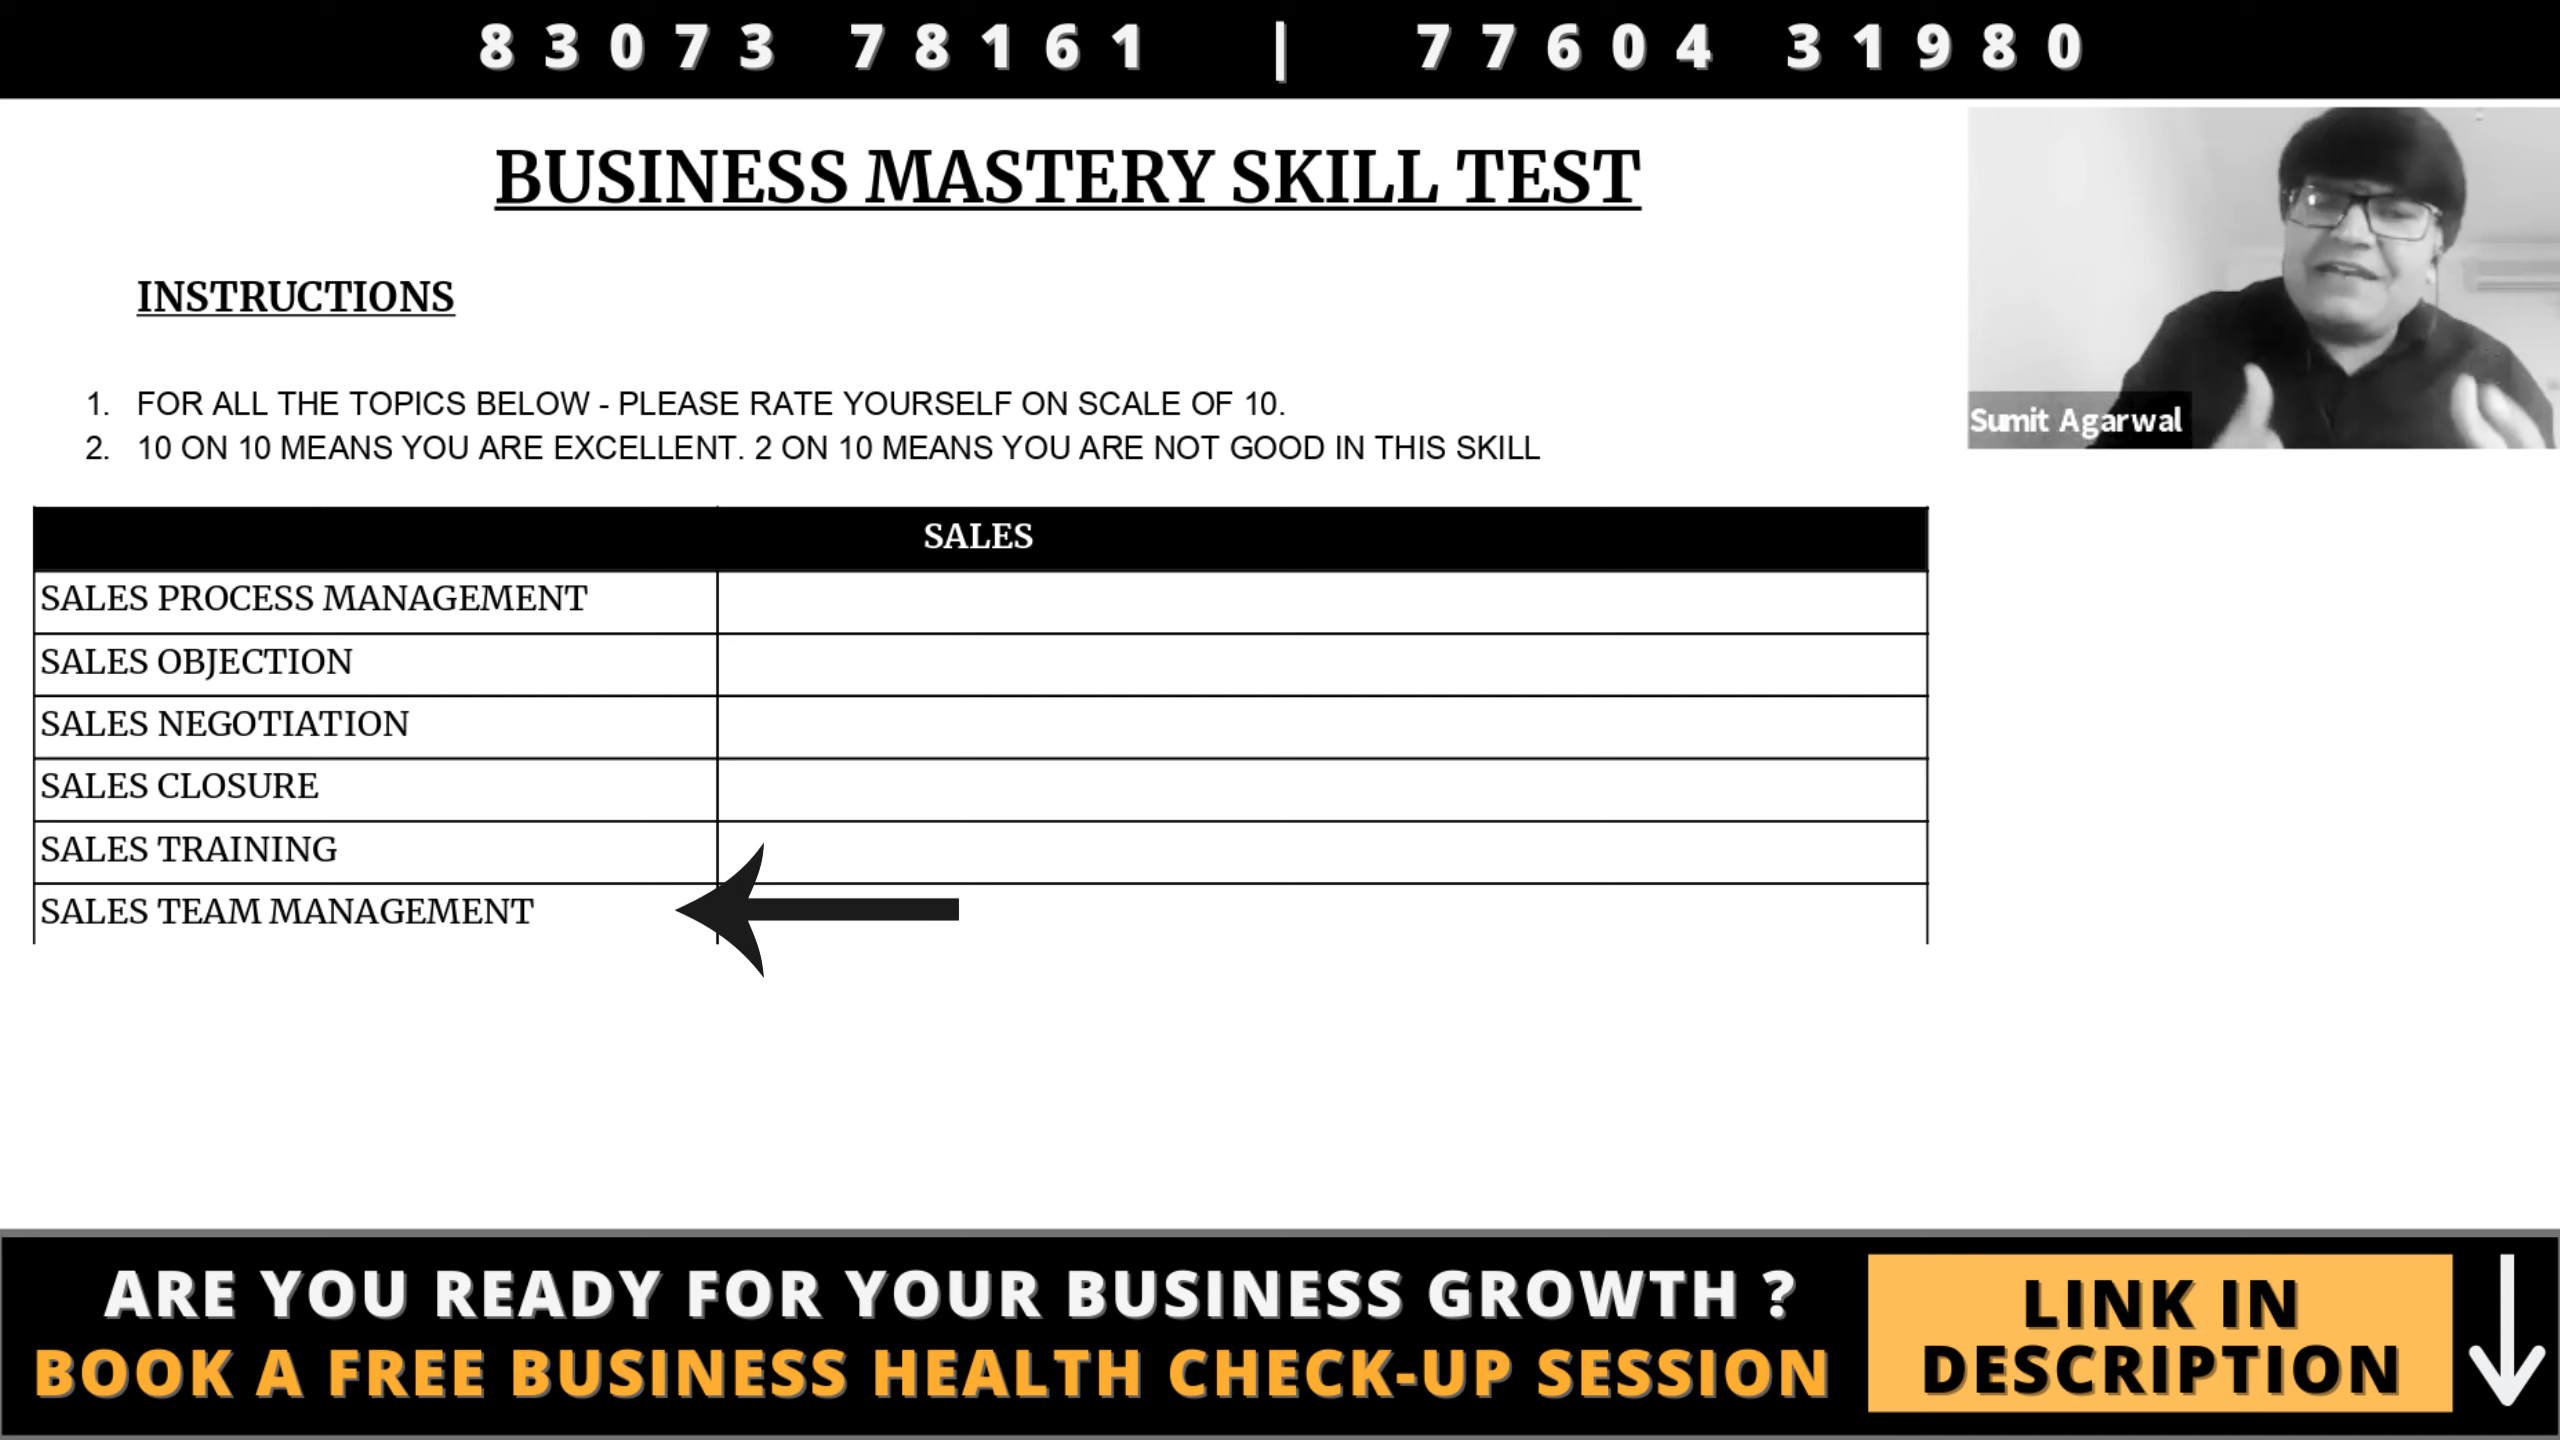 83073 78161 | 77604 31980
BUSINESS MASTERY SKILL TEST
INSTRUCTIONS
1. FOR ALL THE TOPICS BELOW - PLEASE RATE YOURSELF ON SCALE OF 10.
2. 10 ON 10 MEANS YOU ARE EXCELLENT. 2 ON 10 MEANS YOU ARE NOT GOOD IN THIS SKILL
Sumit Agarwal
SALES
SALES PROCESS MANAGEMENT
SALES OBJECTION
SALES NEGOTIATION
SALES CLOSURE
SALES TRAINING
SALES TEAM MANAGEMENT
ARE YOU READY FOR YOUR BUSINESS GROWTH ?
BOOK A FREE BUSINESS HEALTH CHECK-UP SESSION
LINK IN
DESCRIPTION